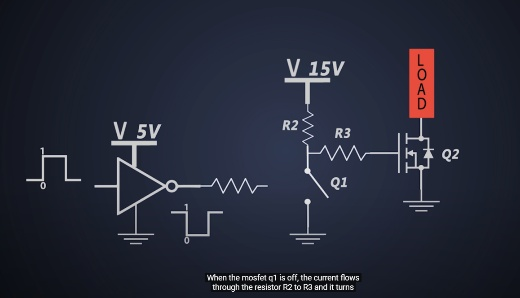 V 15V
LOAD
R2
R3
Q2
V 5V
Q1
1
0
1
0
When the mosfet q1 is off, the current flows
through the resistor R2 to R3 and it turns